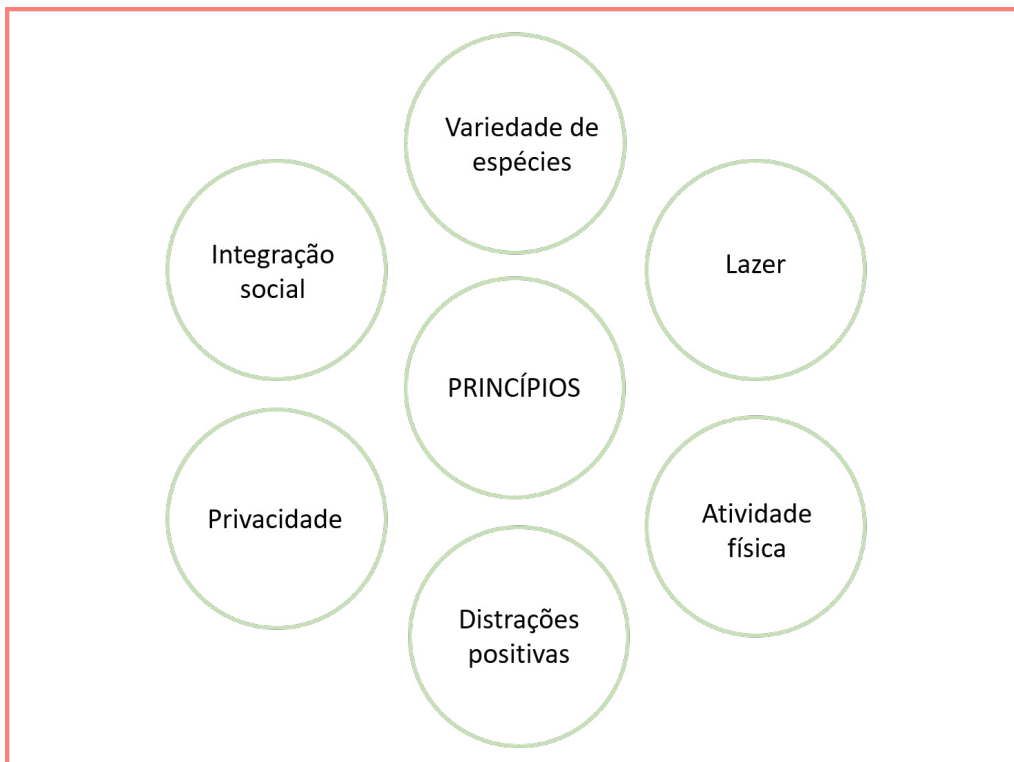 Variedade de
espécies
Integração
social
Lazer
PRINCÍPIOS
Privacidade
Atividade
física
Distrações
positivas